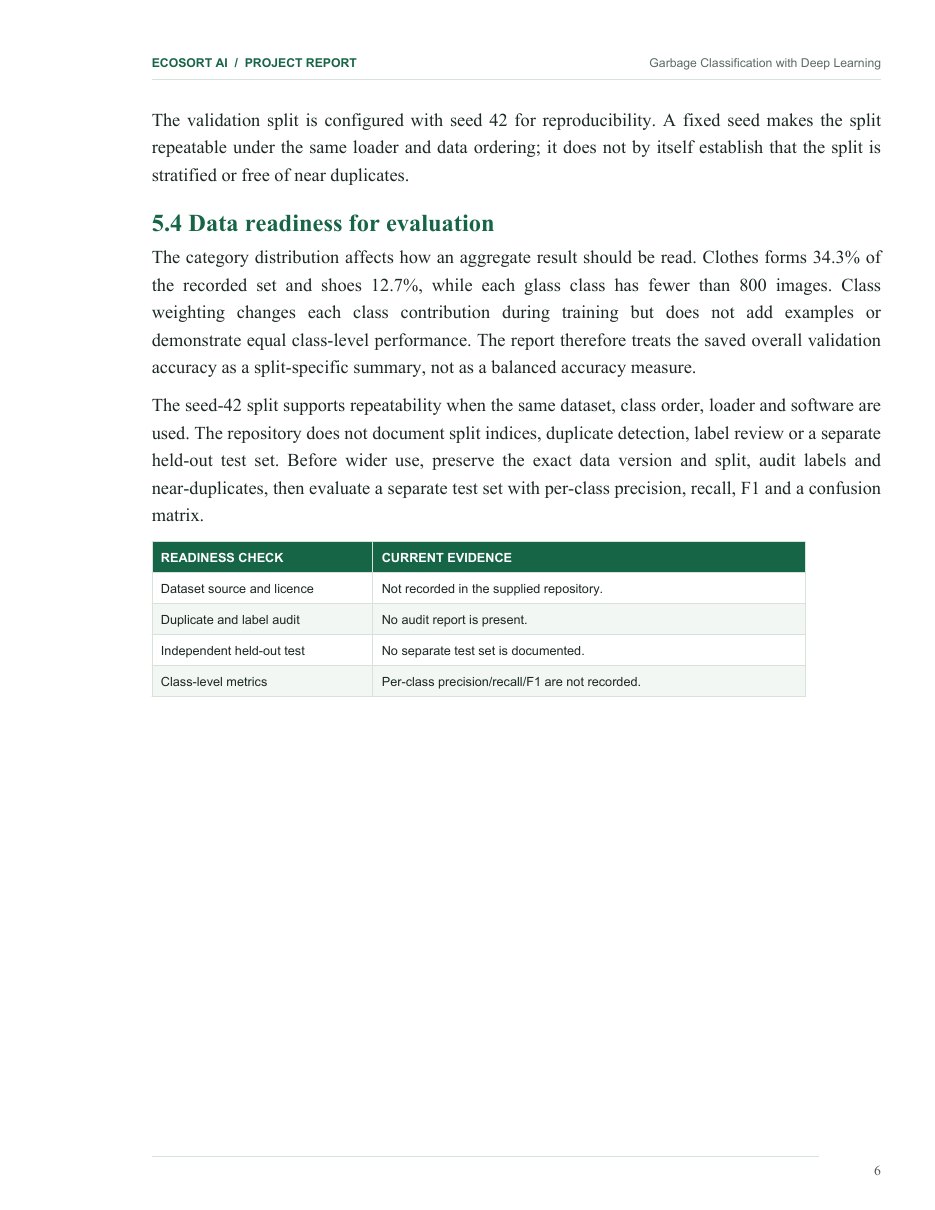 ECOSORT AI / PROJECT REPORT
Garbage Classification with Deep Learning
The validation split is configured with seed 42 for reproducibility. A fixed seed makes the split
repeatable under the same loader and data ordering; it does not by itself establish that the split is
stratified or free of near duplicates.
5.4 Data readiness for evaluation
The category distribution affects how an aggregate result should be read. Clothes forms 34.3% of
the recorded set and shoes 12.7%, while each glass class has fewer than 800 images. Class
weighting changes each class contribution during training but does not add examples or
demonstrate equal class-level performance. The report therefore treats the saved overall validation
accuracy as a split-specific summary, not as a balanced accuracy measure.
The seed-42 split supports repeatability when the same dataset, class order, loader and software are
used. The repository does not document split indices, duplicate detection, label review or a separate
held-out test set. Before wider use, preserve the exact data version and split, audit labels and
near-duplicates, then evaluate a separate test set with per-class precision, recall, F1 and a confusion
matrix.
READINESS CHECK
CURRENT EVIDENCE
Dataset source and licence
Not recorded in the supplied repository.
Duplicate and label audit
No audit report is present.
Independent held-out test
No separate test set is documented.
Class-level metrics
Per-class precision/recall/F1 are not recorded.
6